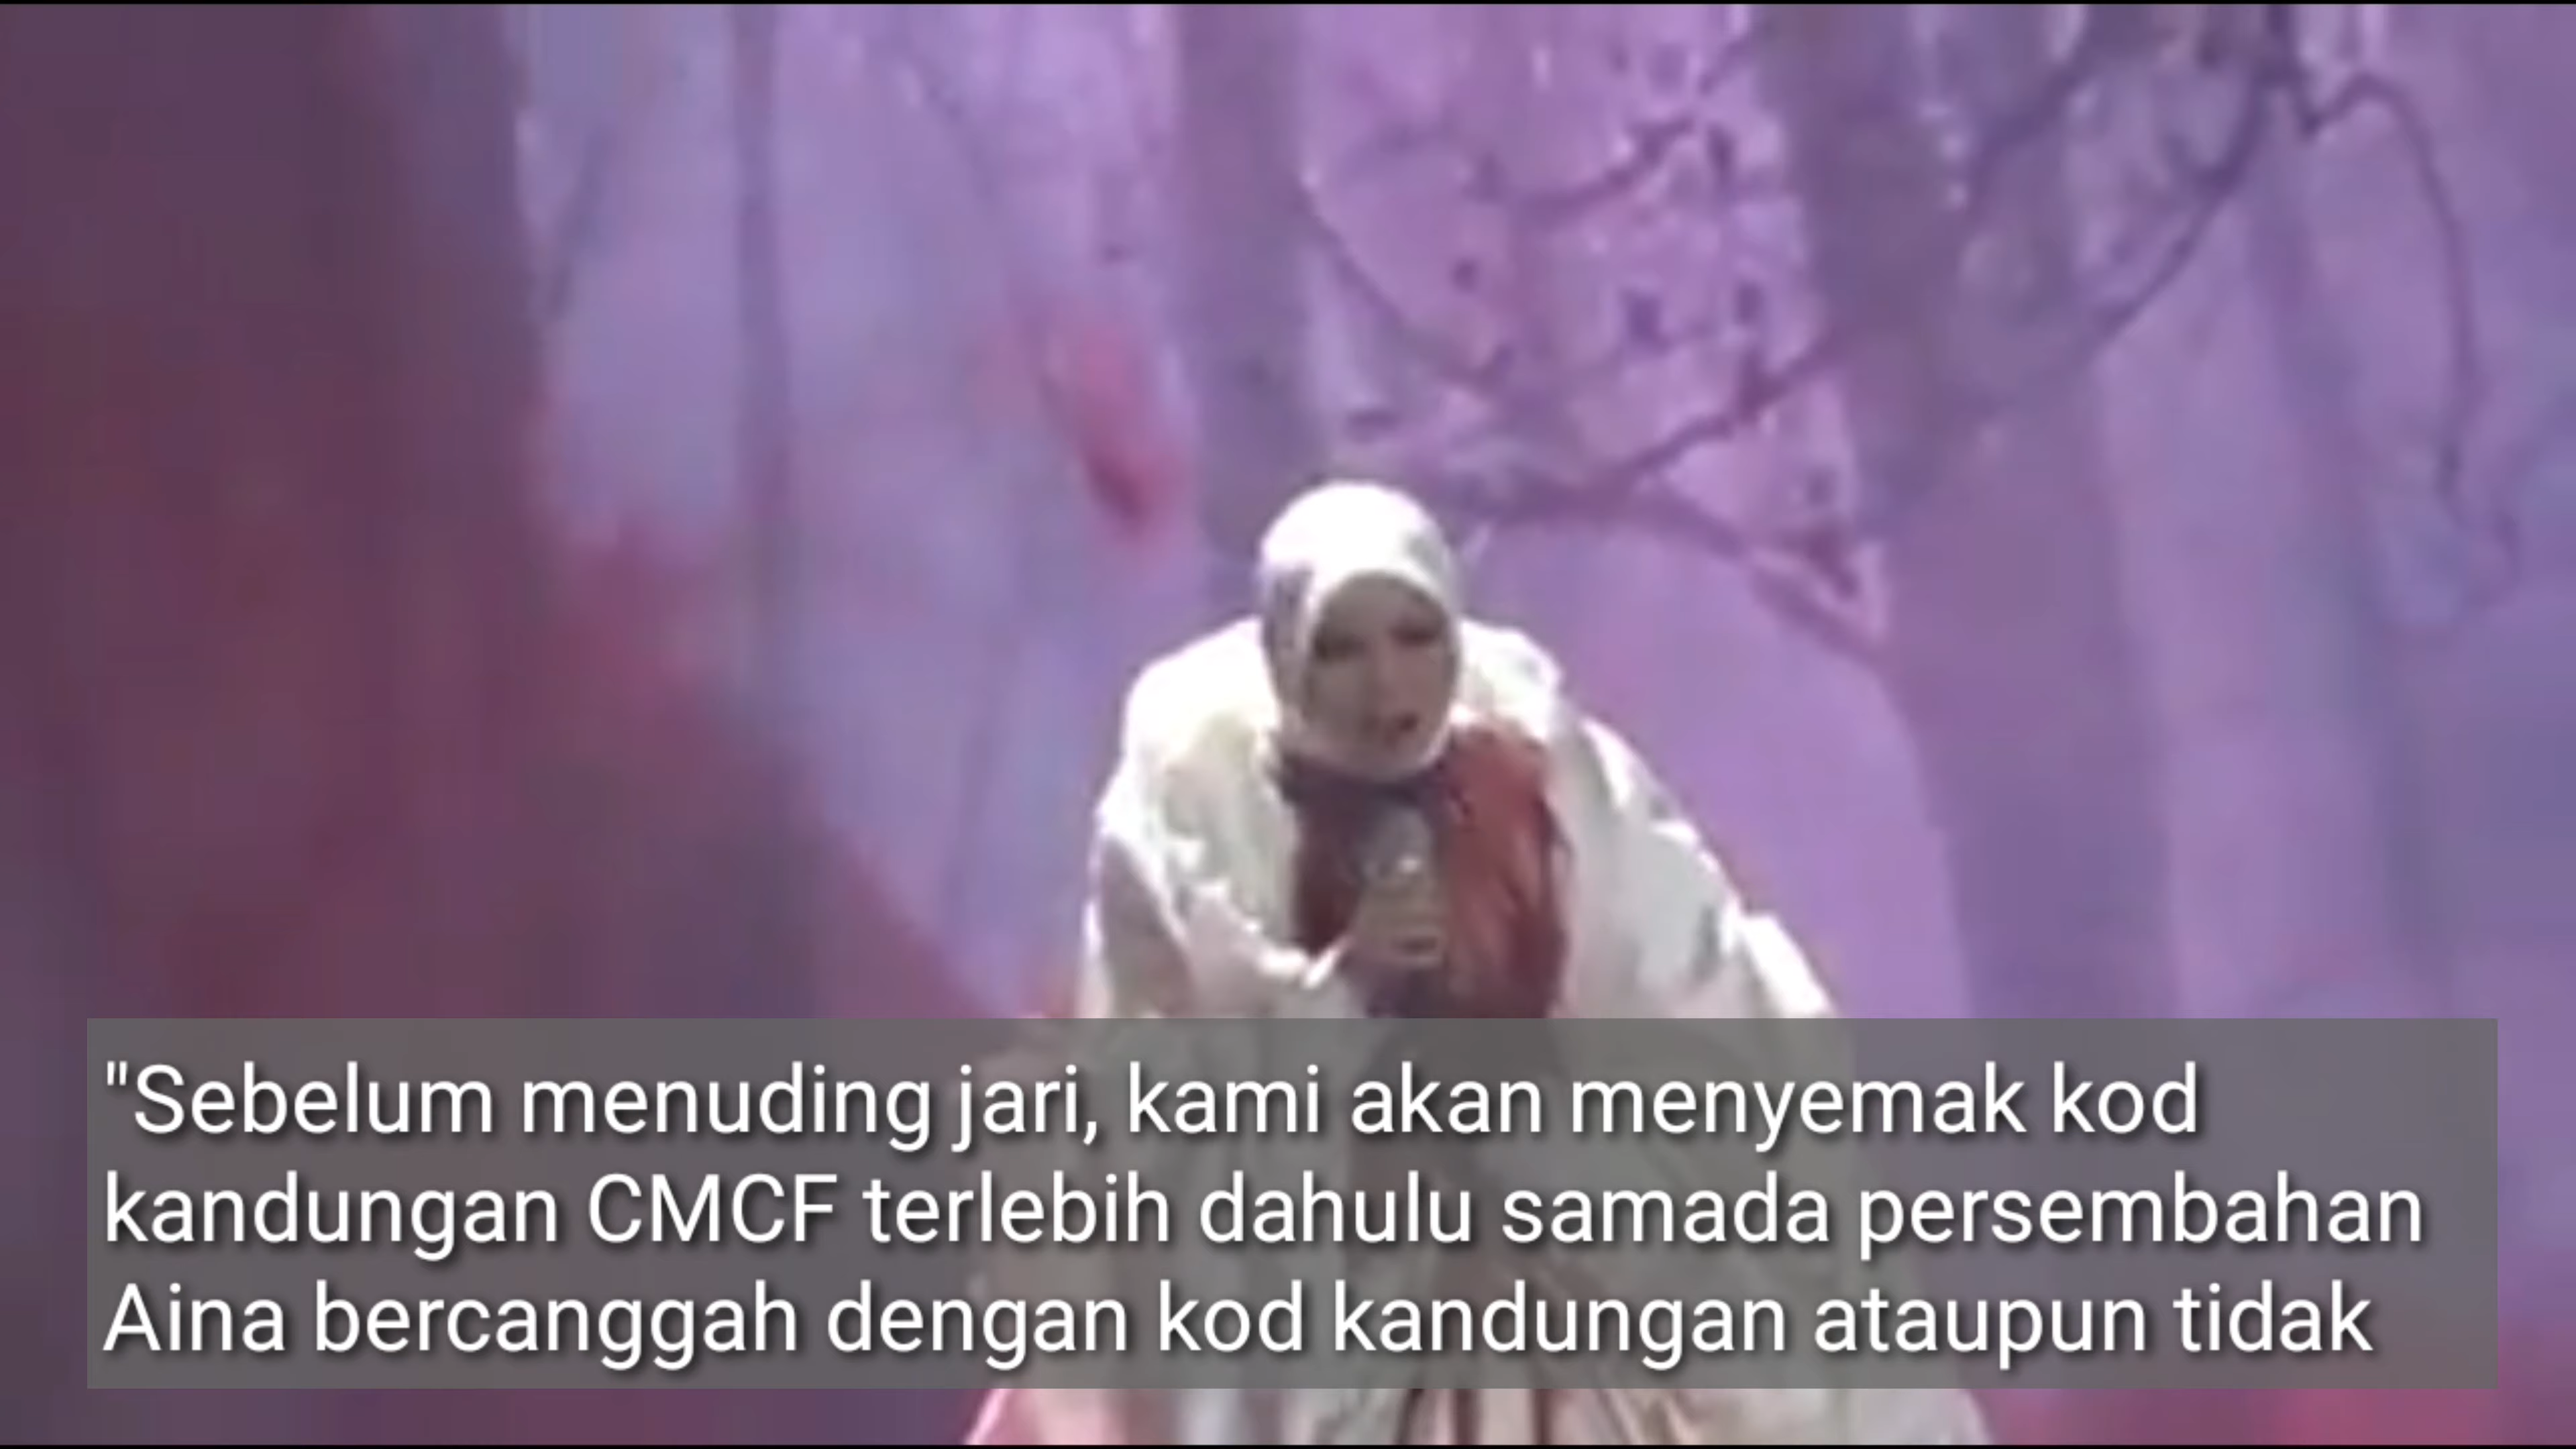 "Sebelum menuding jari, kami akan menyemak kod
kandungan CMCF terlebih dahulu samada persembahan
Aina bercanggah dengan kod kandungan ataupun tidak